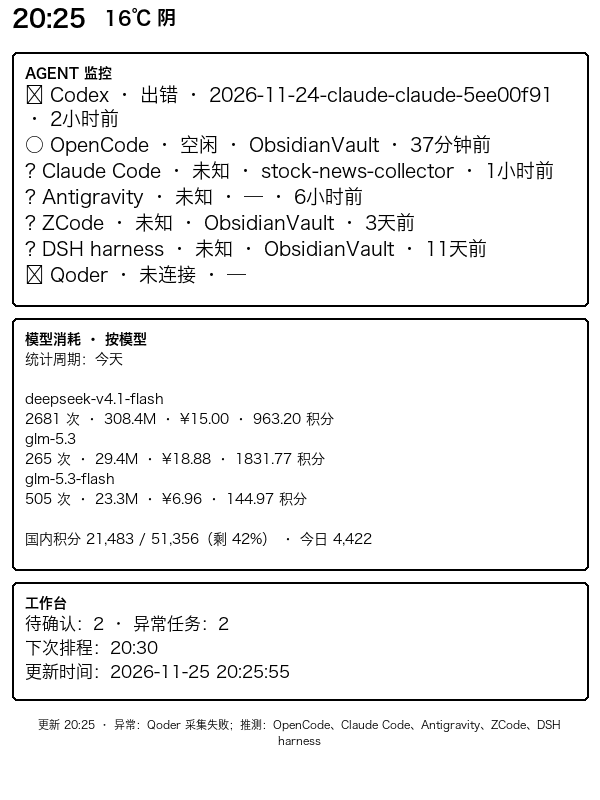 20:25 16℃ 阴
AGENT 监控
☒ Codex · 出错 · 2026-11-24-claude-claude-5ee00f91
· 2小时前
○ OpenCode · 空闲 · ObsidianVault · 37分钟前
? Claude Code · 未知 · stock-news-collector · 1小时前
? Antigravity · 未知 · — · 6小时前
? ZCode · 未知 · ObsidianVault · 3天前
? DSH harness · 未知 · ObsidianVault · 11天前
☒ Qoder · 未连接 · —
模型消耗 · 按模型
统计周期：今天
deepseek-v4.1-flash
2681 次 · 308.4M · ¥15.00 · 963.20 积分
glm-5.3
265 次 · 29.4M · ¥18.88 · 1831.77 积分
glm-5.3-flash
505 次 · 23.3M · ¥6.96 · 144.97 积分
国内积分 21,483 / 51,356（剩 42%） · 今日 4,422
工作台
待确认：2 · 异常任务：2
下次排程：20:30
更新时间：2026-11-25 20:25:55
更新 20:25 · 异常：Qoder 采集失败；推测：OpenCode、Claude Code、Antigravity、ZCode、DSH
harness